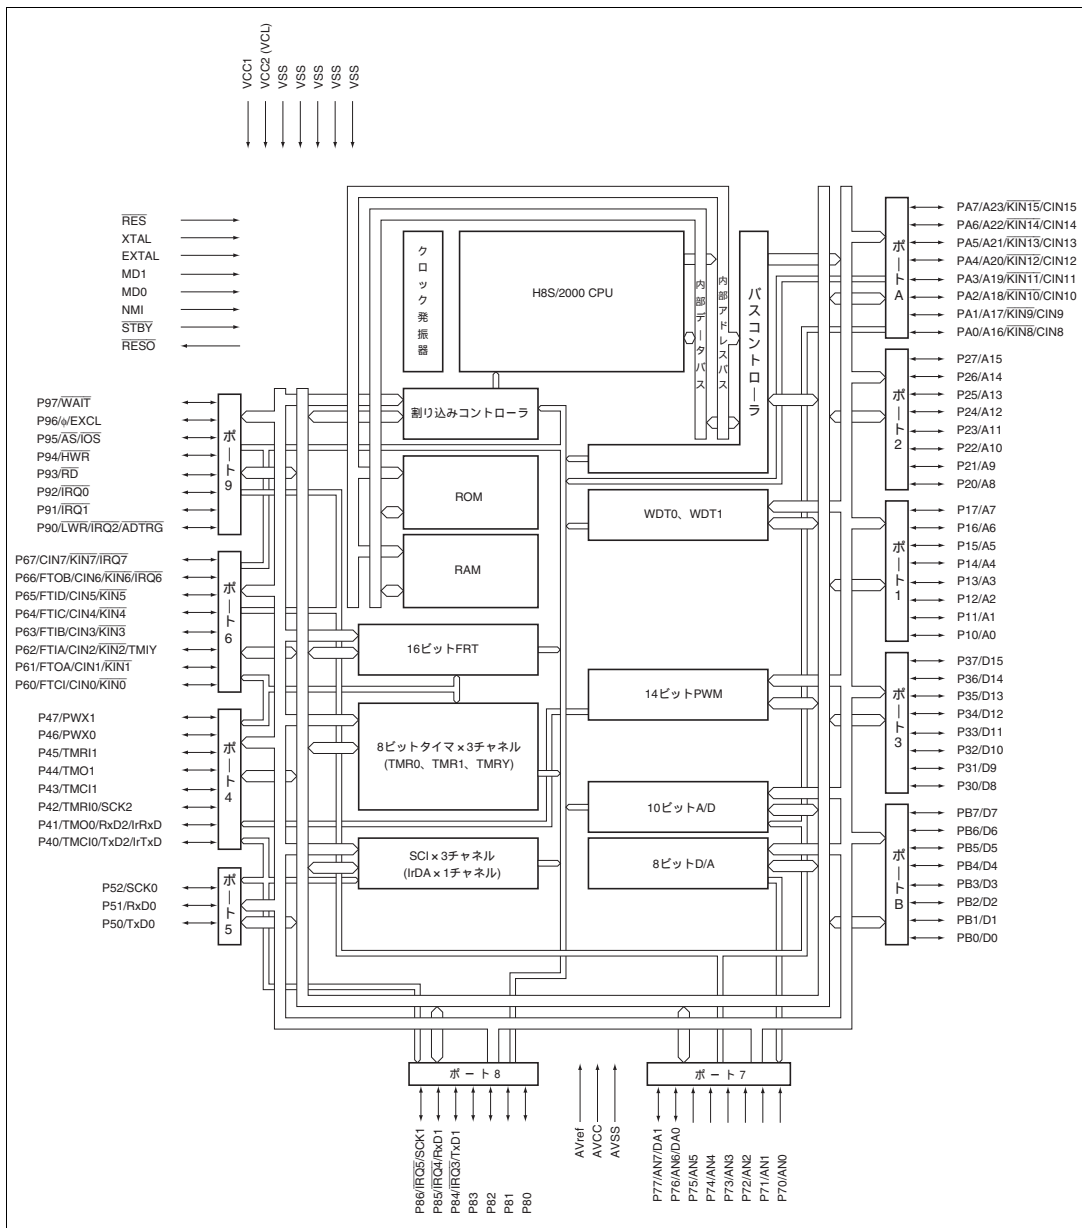 VCC1
VCC2 (VCL)
VSS
VSS
VSS
VSS
VSS
RES
XTAL
EXTAL
MD1
MD0
NMI
STBY
RESO
クロック発振器
H8S/2000 CPU
内部データバス
内部アドレスバス
バスコントローラ
割り込みコントローラ
ROM
RAM
WDT0、WDT1
16ビットFRT
14ビットPWM
8ビットタイマ×3チャネル
(TMR0、TMR1、TMRY)
10ビットA/D
SCI×3チャネル
(IrDA×1チャネル)
8ビットD/A
P97/WAIT
P96/φ/EXCL
P95/AS/IOS
P94/HWR
P93/RD
P92/IRQ0
P91/IRQ1
P90/LWR/IRQ2/ADTRG
ポート9
P67/CIN7/KIN7/IRQ7
P66/FTOB/CIN6/KIN6/IRQ6
P65/FTID/CIN5/KIN5
P64/FTIC/CIN4/KIN4
P63/FTIB/CIN3/KIN3
P62/FTIA/CIN2/KIN2/TMIY
P61/FTOA/CIN1/KIN1
P60/FTCI/CIN0/KIN0
ポート6
P47/PWX1
P46/PWX0
P45/TMRI1
P44/TMO1
P43/TMCI1
P42/TMRI0/SCK2
P41/TMO0/RxD2/IrRxD
P40/TMCI0/TxD2/IrTxD
ポート4
P52/SCK0
P51/RxD0
P50/TxD0
ポート5
ポートA
PA7/A23/KIN15/CIN15
PA6/A22/KIN14/CIN14
PA5/A21/KIN13/CIN13
PA4/A20/KIN12/CIN12
PA3/A19/KIN11/CIN11
PA2/A18/KIN10/CIN10
PA1/A17/KIN9/CIN9
PA0/A16/KIN8/CIN8
ポート2
P27/A15
P26/A14
P25/A13
P24/A12
P23/A11
P22/A10
P21/A9
P20/A8
ポート1
P17/A7
P16/A6
P15/A5
P14/A4
P13/A3
P12/A2
P11/A1
P10/A0
ポート3
P37/D15
P36/D14
P35/D13
P34/D12
P33/D11
P32/D10
P31/D9
P30/D8
ポートB
PB7/D7
PB6/D6
PB5/D5
PB4/D4
PB3/D3
PB2/D2
PB1/D1
PB0/D0
ポート8
P86/IRQ5/SCK1
P85/IRQ4/RxD1
P84/IRQ3/TxD1
P83
P82
P81
P80
AVref
AVCC
AVSS
ポート7
P77/AN7/DA1
P76/AN6/DA0
P75/AN5
P74/AN4
P73/AN3
P72/AN2
P71/AN1
P70/AN0